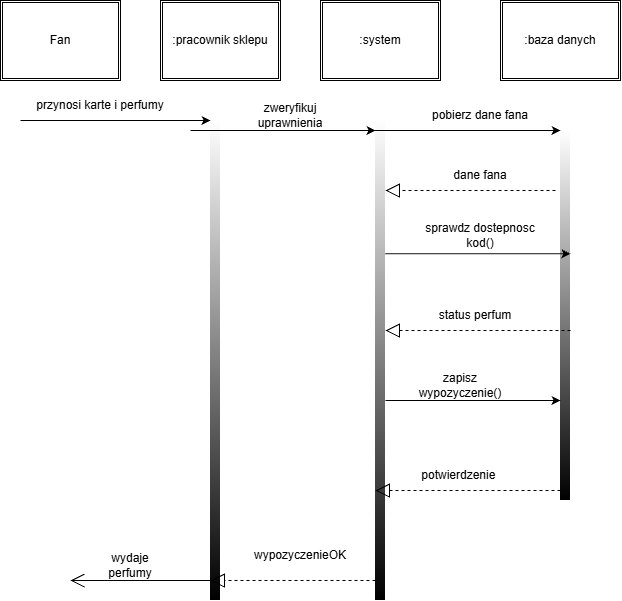 Fan
:pracownik sklepu
:system
:baza danych
przynosi karte i perfumy
zweryfikuj
uprawnienia
pobierz dane fana
dane fana
sprawdz dostepnosc
kod()
status perfum
zapisz
wypozyczenie()
potwierdzenie
wypozyczenieOK
wydaje
perfumy